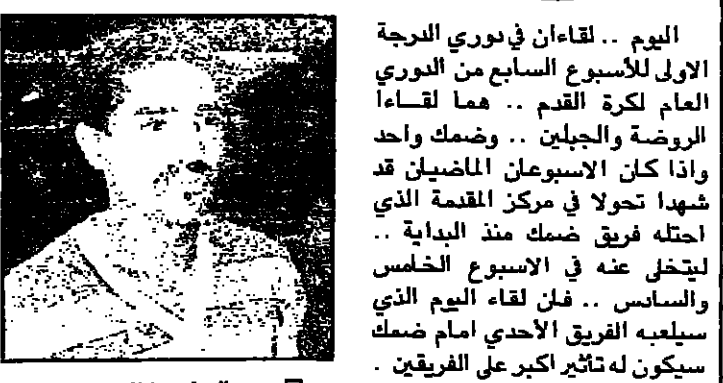 اليوم .. لقاءان في دوري الدرجة
الاولى للأسبوع السابع من الدوري
العام لكرة القدم .. هما لقاءا
الروضة والجبلين .. وضمك واحد
واذا كان الاسبوعان الماضيان قد
شهدا تحولا في مركز المقدمة الذي
احتله فريق ضمك منذ البداية ..
ليتخلى عنه في الاسبوع الخامس
والسادس .. فان لقاء اليوم الذي
سيلعبه الفريق الأحدي امام ضمك
سيكون له تأثير اكبر على الفريقين .